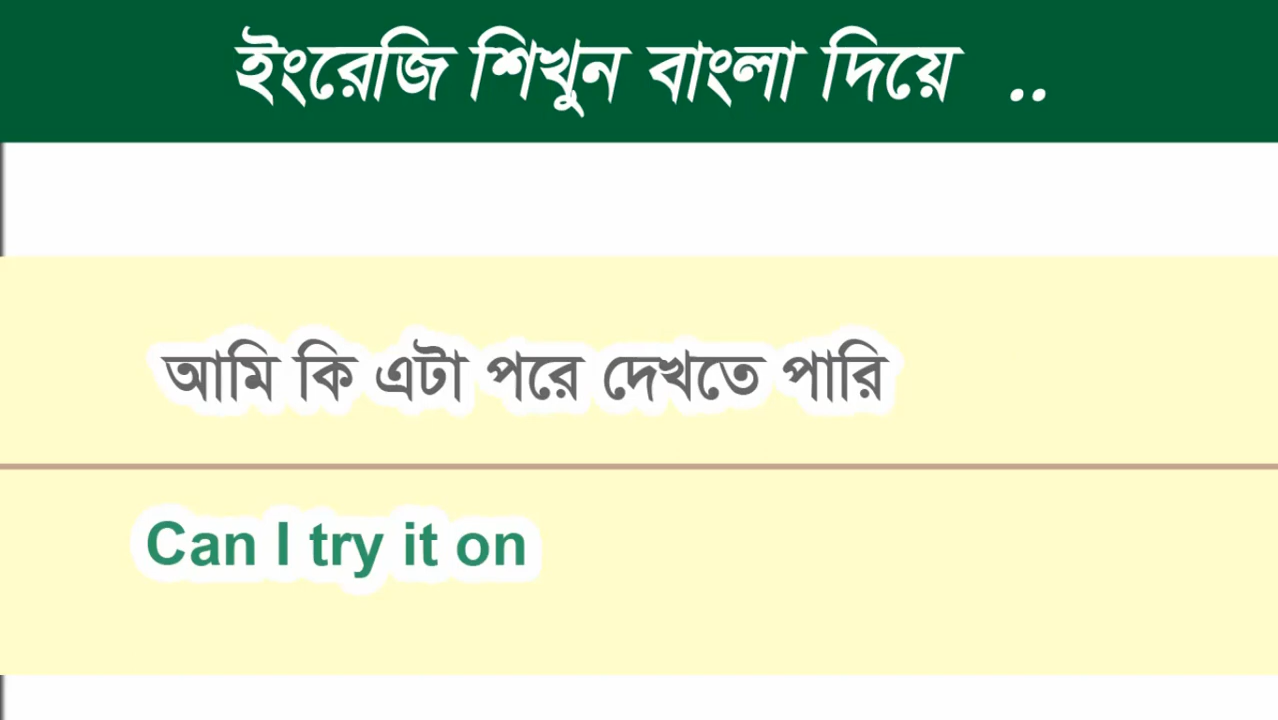 ইংরেজি শিখুন বাংলা দিয়ে ..
আমি কি এটা পরে দেখতে পারি
Can I try it on